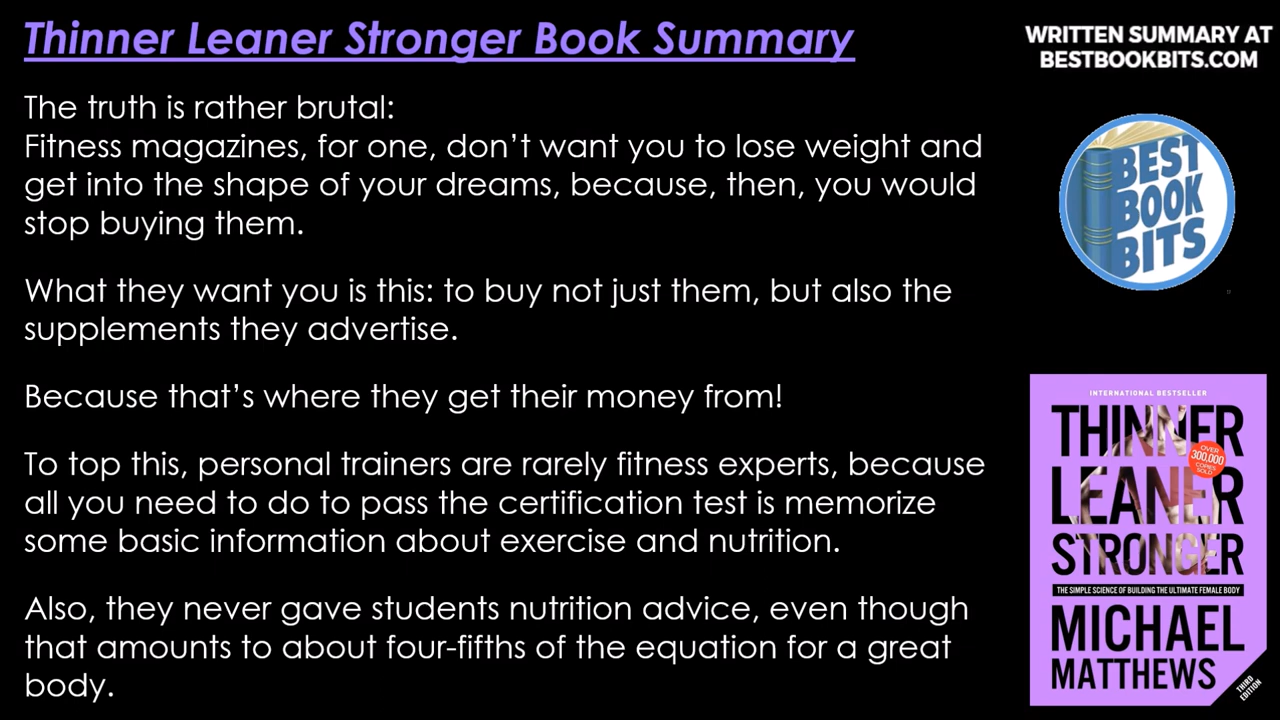 Thinner Leaner Stronger Book Summary
The truth is rather brutal:
Fitness magazines, for one, don’t want you to lose weight and
get into the shape of your dreams, because, then, you would
stop buying them.
What they want you is this: to buy not just them, but also the
supplements they advertise.
Because that’s where they get their money from!
To top this, personal trainers are rarely fitness experts, because
all you need to do to pass the certification test is memorize
some basic information about exercise and nutrition.
Also, they never gave students nutrition advice, even though
that amounts to about four-fifths of the equation for a great
body.
WRITTEN SUMMARY AT
BESTBOOKBITS.COM
BEST
BOOK
BITS
INTERNATIONAL BESTSELLER
THINNER
OVER
300,000
COPIES
SOLD
LEANER
STRONGER
THE SIMPLE SCIENCE OF BUILDING THE ULTIMATE FEMALE BODY
MICHAEL
MATTHEWS
THIRD
EDITION